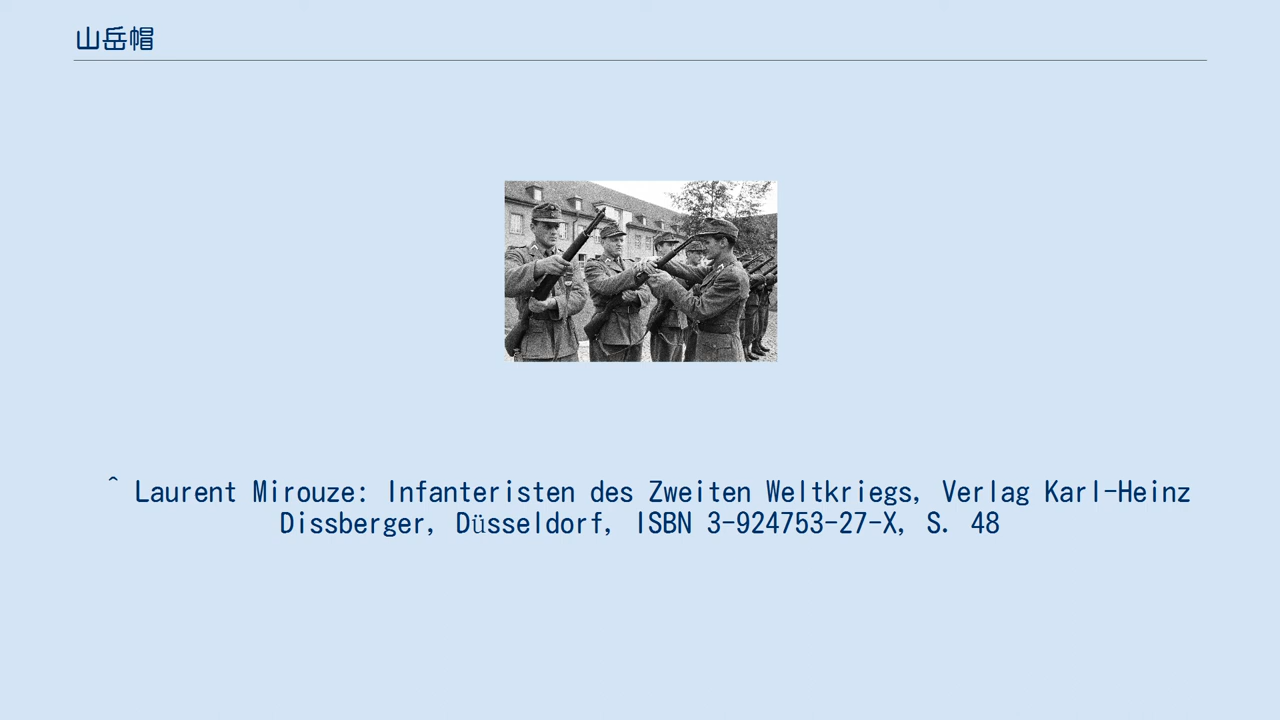 山岳帽
^ Laurent Mirouze: Infanteristen des Zweiten Weltkriegs, Verlag Karl-Heinz
Dissberger, Düsseldorf, ISBN 3-924753-27-X, S. 48